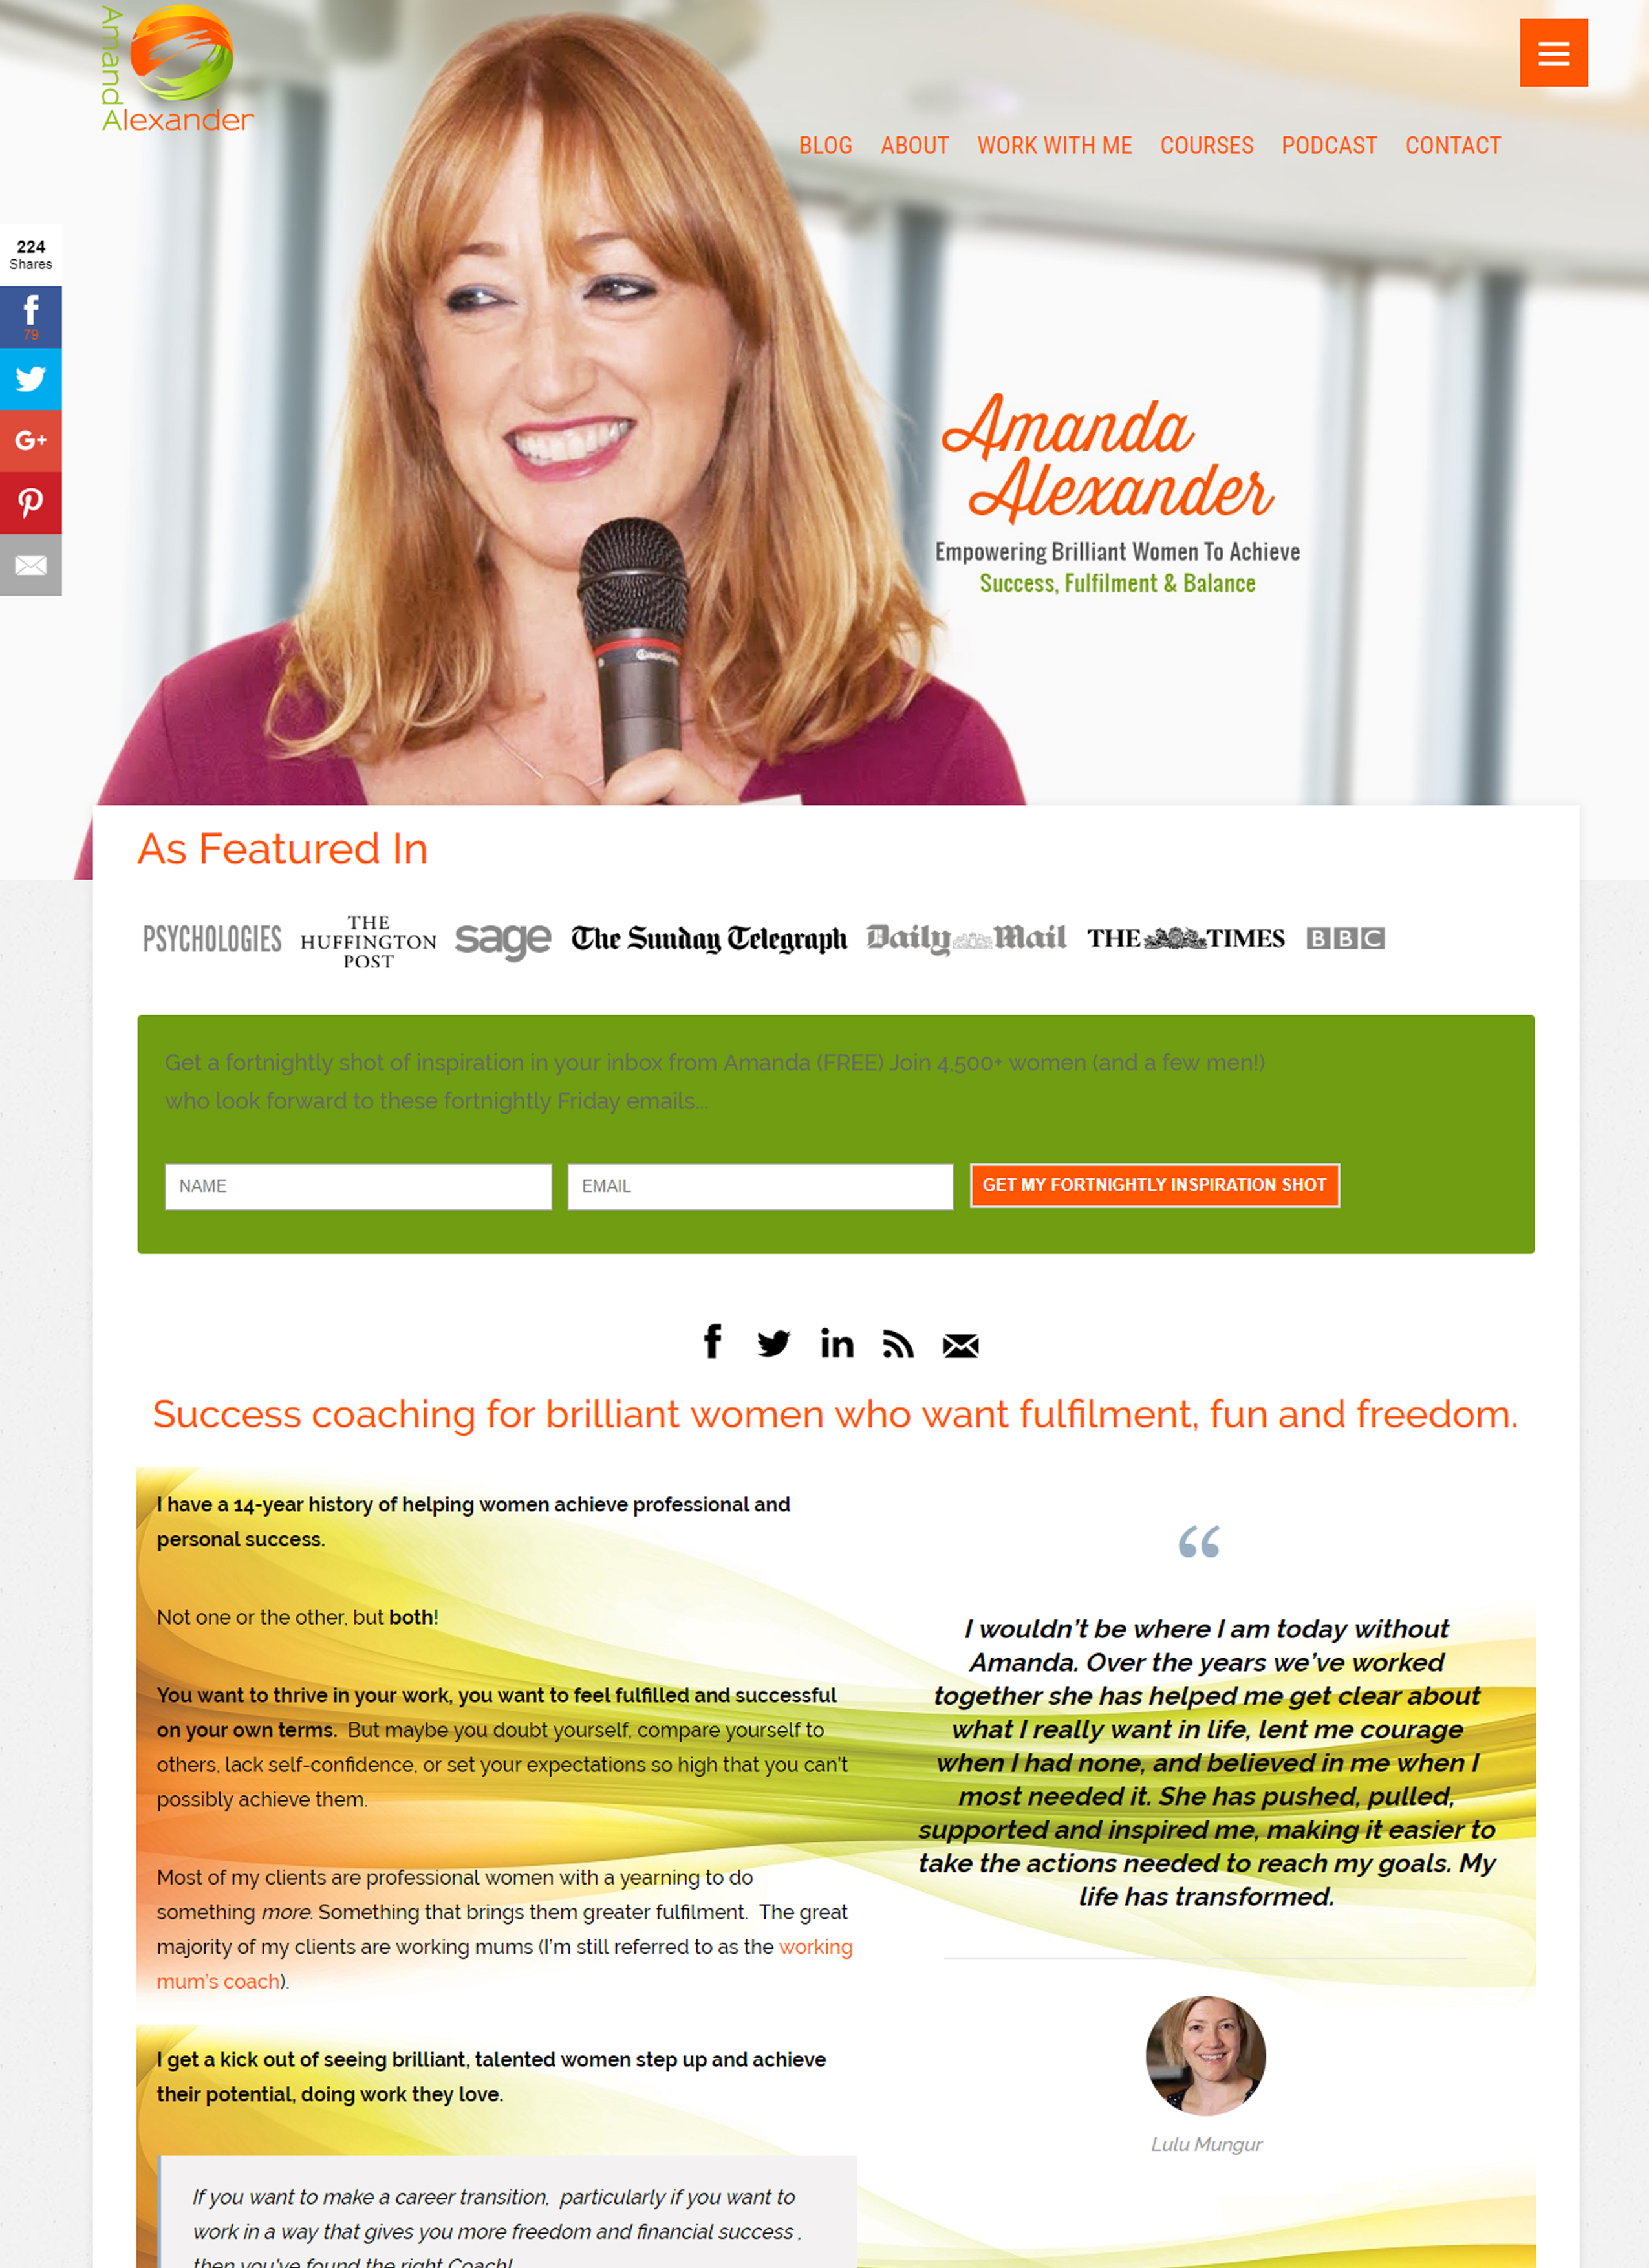 Amanda
Alexander
BLOG ABOUT WORK WITH ME COURSES PODCAST CONTACT
224
Shares
79
G+
Amanda
Alexander
Empowering Brilliant Women To Achieve
Success, Fulfilment & Balance
As Featured In
PSYCHOLOGIES THE HUFFINGTON POST sage The Sunday Telegraph Daily Mail THE TIMES BBC
Get a fortnightly shot of inspiration in your inbox from Amanda (FREE) Join 4,500+ women (and a few men!)
who look forward to these fortnightly Friday emails...
NAME EMAIL GET MY FORTNIGHTLY INSPIRATION SHOT
Success coaching for brilliant women who want fulfilment, fun and freedom.
I have a 14-year history of helping women achieve professional and
personal success.
Not one or the other, but both!
You want to thrive in your work, you want to feel fulfilled and successful
on your own terms.  But maybe you doubt yourself, compare yourself to
others, lack self-confidence, or set your expectations so high that you can't
possibly achieve them.
Most of my clients are professional women with a yearning to do
something more. Something that brings them greater fulfilment.  The great
majority of my clients are working mums (I'm still referred to as the working
mum's coach).
I get a kick out of seeing brilliant, talented women step up and achieve
their potential, doing work they love.
If you want to make a career transition,  particularly if you want to
work in a way that gives you more freedom and financial success ,
then you've found the right Coach!
“
I wouldn't be where I am today without
Amanda. Over the years we've worked
together she has helped me get clear about
what I really want in life, lent me courage
when I had none, and believed in me when I
most needed it. She has pushed, pulled,
supported and inspired me, making it easier to
take the actions needed to reach my goals. My
life has transformed.
Lulu Mungur